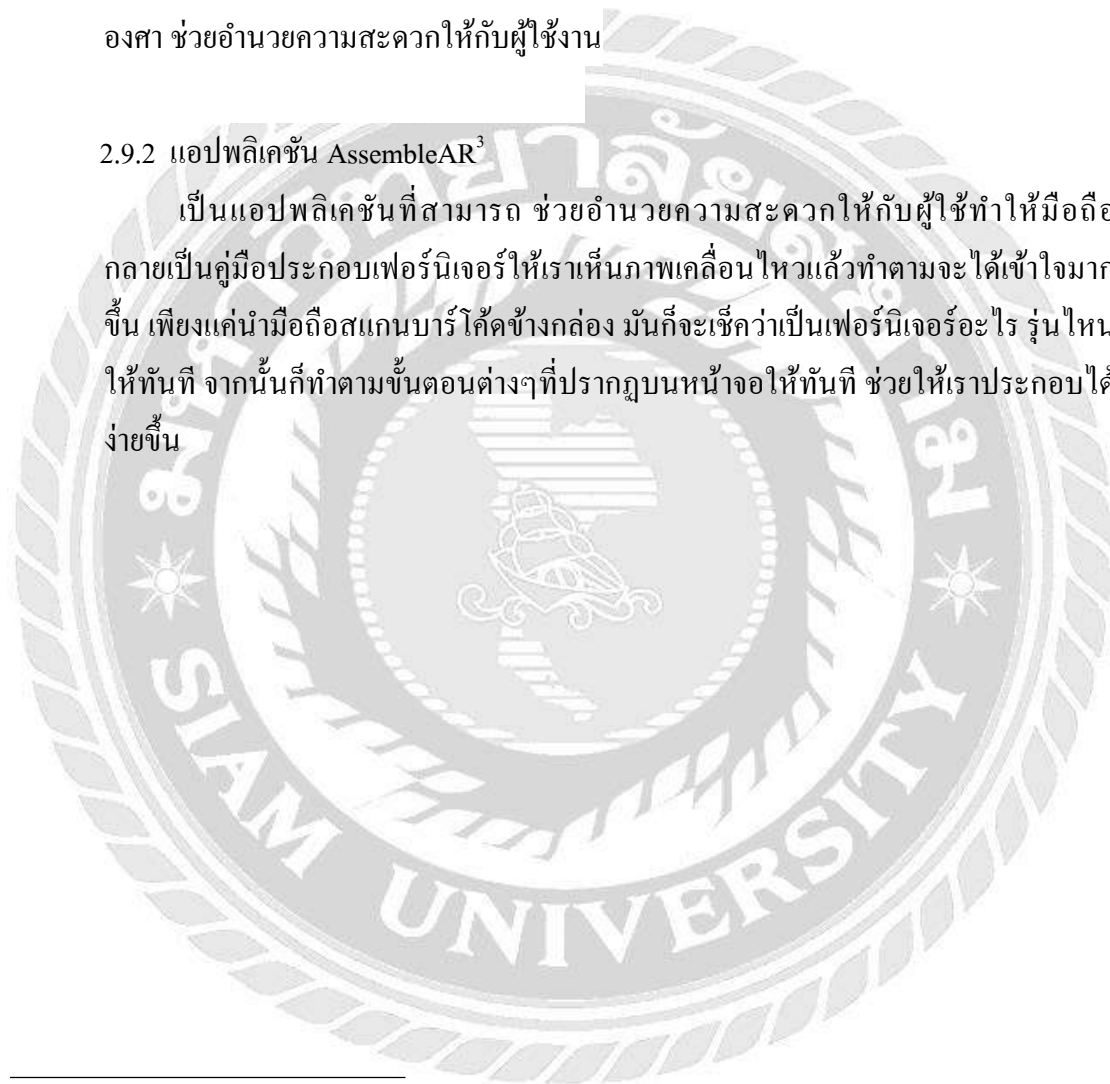 องศา ช่วยอำนวยความสะดวกให้กับผู้ใช้งาน
2.9.2 แอปพลิเคชัน AssembleAR³
เป็นแอปพลิเคชันที่สามารถ ช่วยอำนวยความสะดวกให้กับผู้ใช้ทำให้มือถือ
กลายเป็นคู่มือประกอบเฟอร์นิเจอร์ให้เราเห็นภาพเคลื่อนไหวแล้วทำตามจะได้เข้าใจมาก
ขึ้น เพียงแค่นำมือถือสแกนบาร์โค้ดข้างกล่อง มันก็จะเช็คว่าเป็นเฟอร์นิเจอร์อะไร รุ่นไหน
ให้ทันที จากนั้นก็ทำตามขั้นตอนต่างๆที่ปรากฏบนหน้าจอให้ทันที ช่วยให้เราประกอบได้
ง่ายขึ้น
มหาวิทยาลัยสยาม
SIAM UNIVERSITY